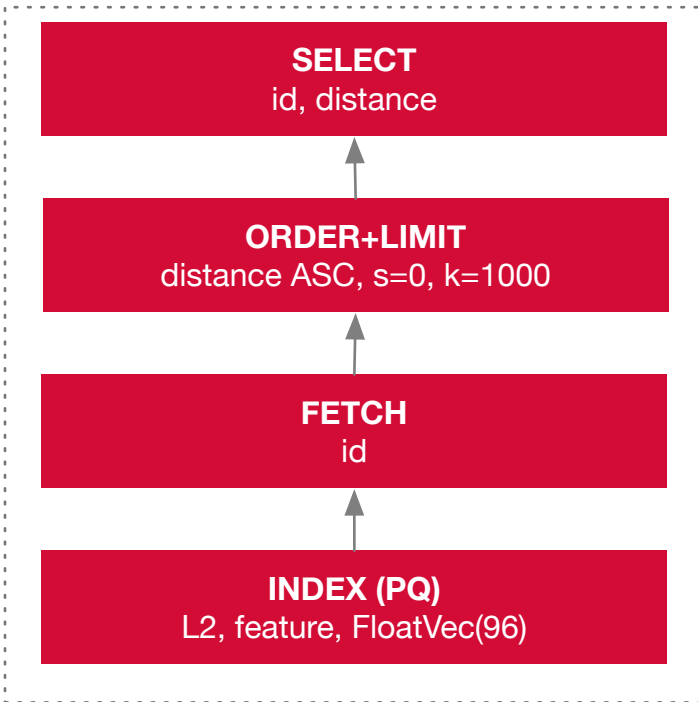 SELECT
id, distance
ORDER+LIMIT
distance ASC, s=0, k=1000
FETCH
id
INDEX (PQ)
L2, feature, FloatVec(96)